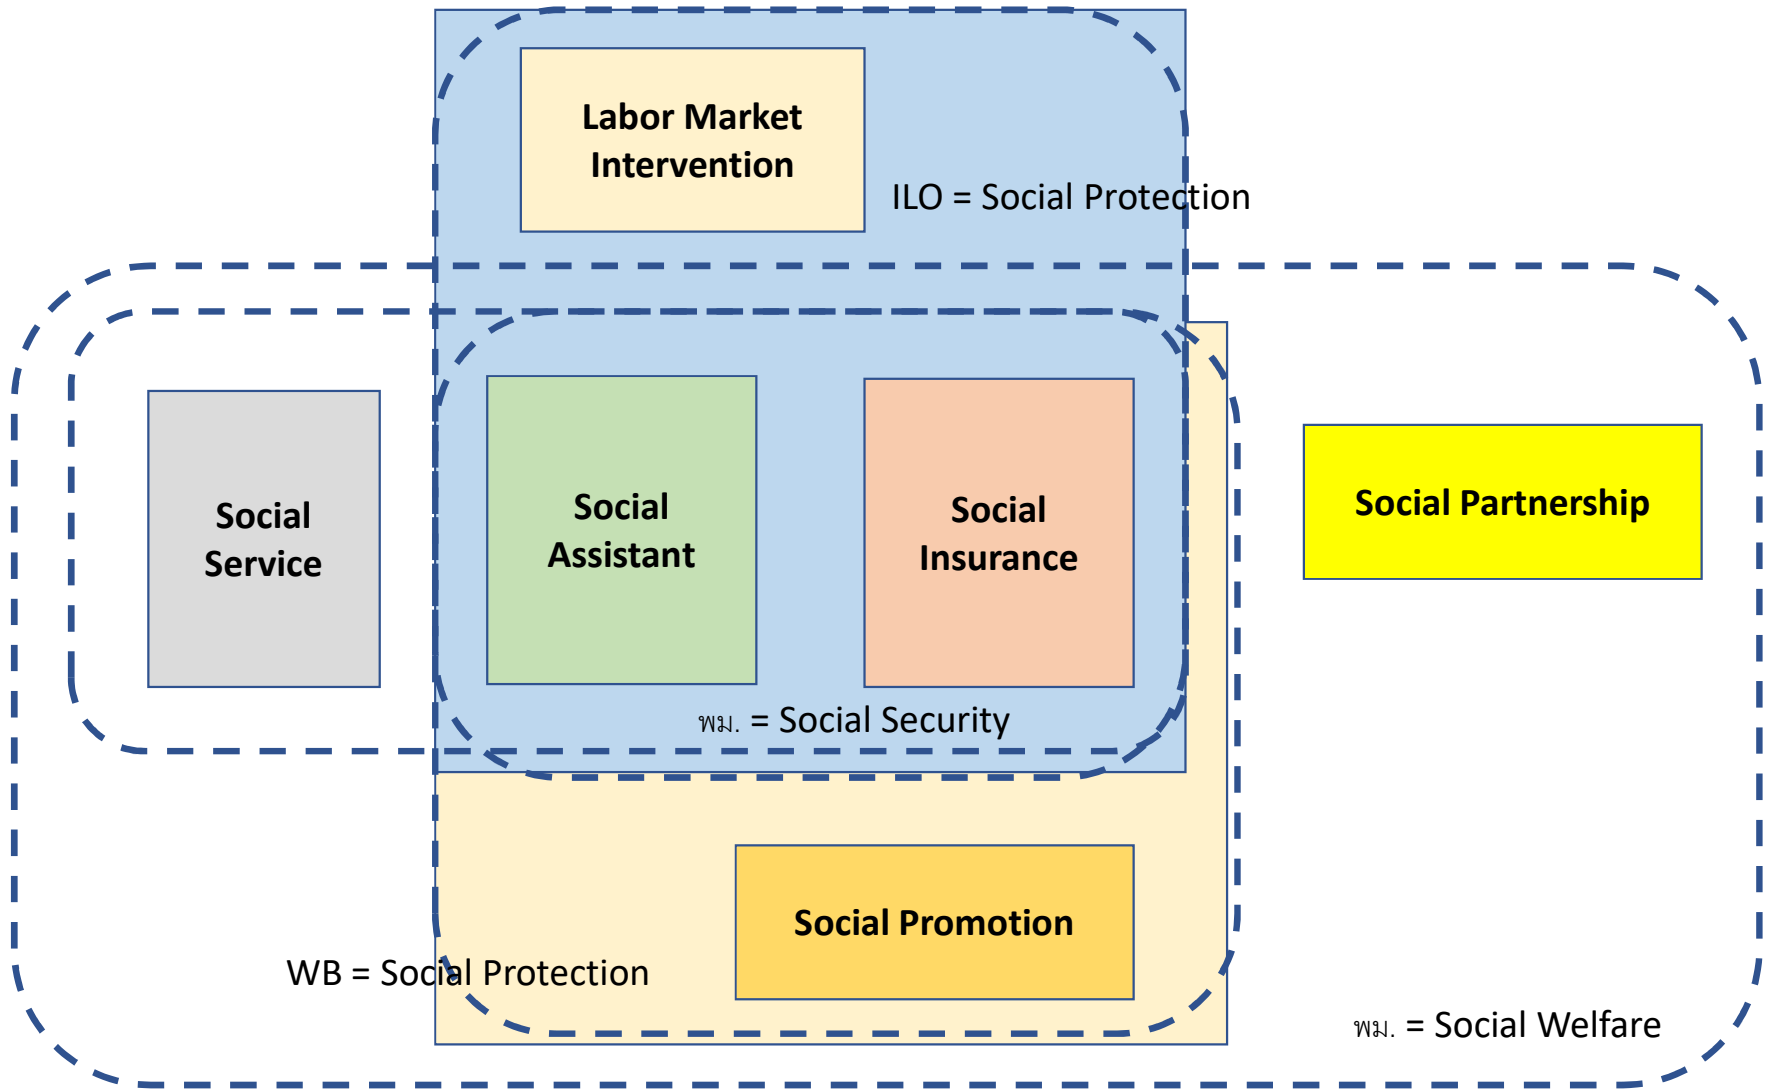 Labor Market
Intervention
ILO = Social Protection
Social
Service
Social
Assistant
Social
Insurance
Social Partnership
พม. = Social Security
Social Promotion
WB = Social Protection
พม. = Social Welfare